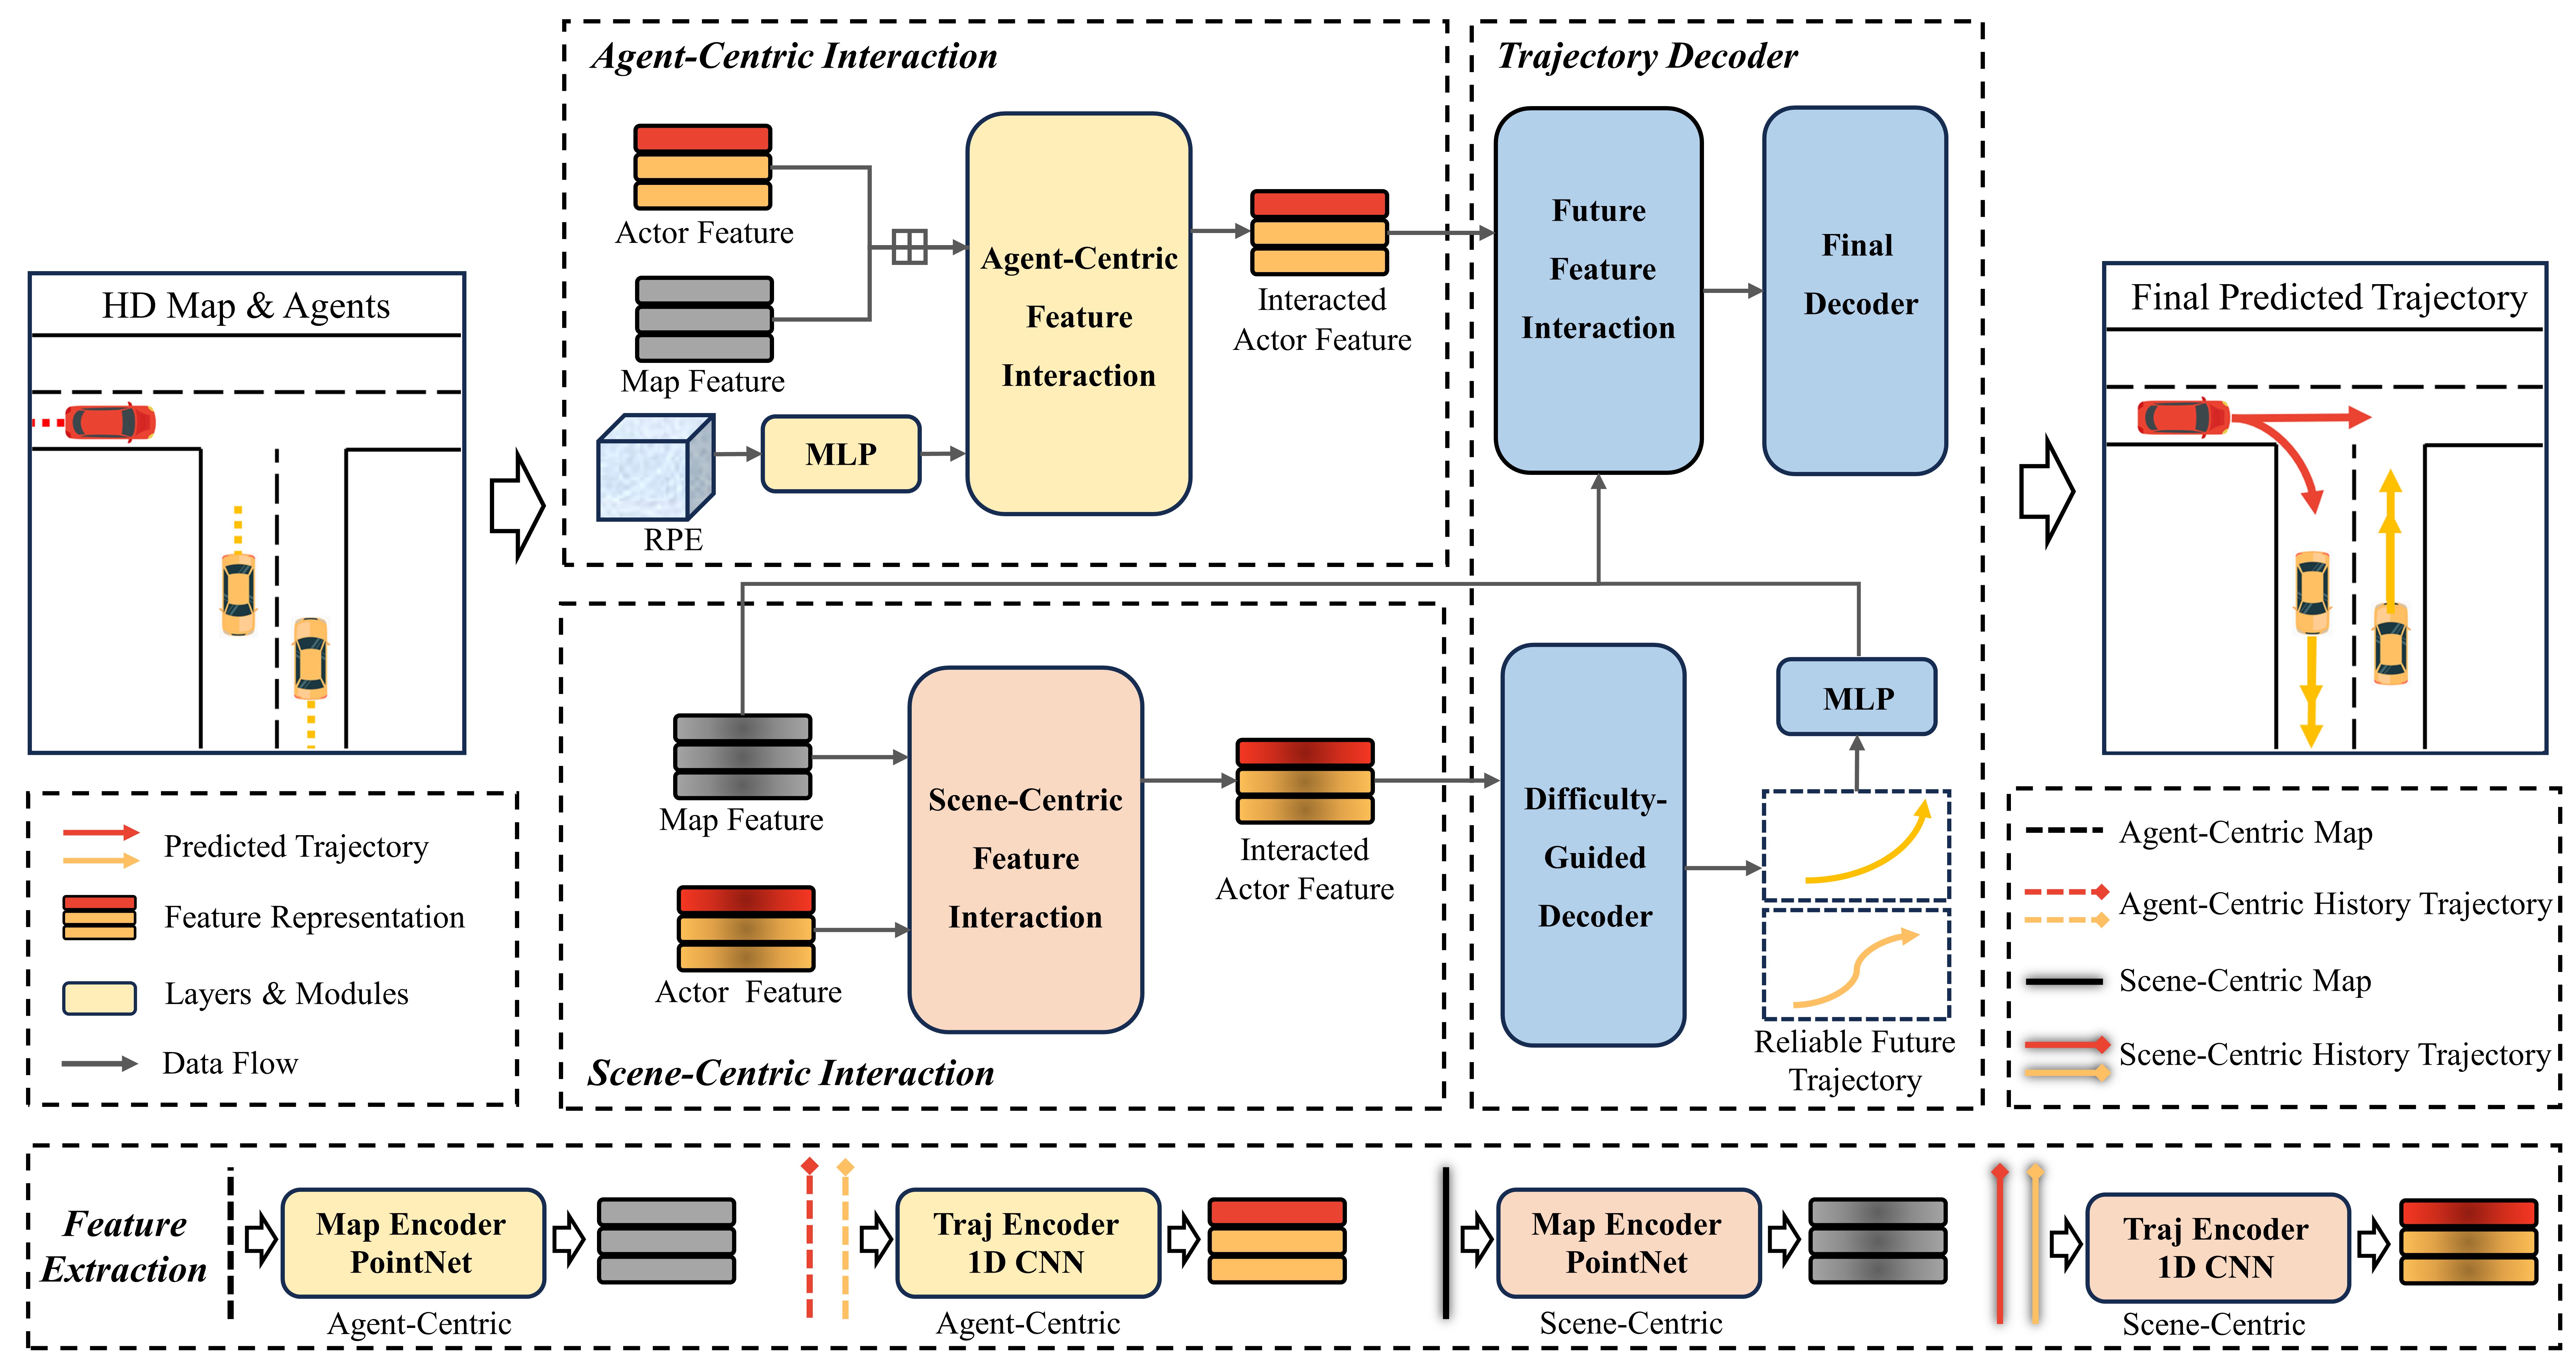 HD Map & Agents
Agent-Centric Interaction
Actor Feature
Map Feature
RPE
MLP
Agent-Centric
Feature
Interaction
Interacted
Actor Feature
Trajectory Decoder
Future
Feature
Interaction
Final
Decoder
Final Predicted Trajectory
Map Feature
Actor Feature
Scene-Centric
Feature
Interaction
Interacted
Actor Feature
Scene-Centric Interaction
Difficulty-
Guided
Decoder
MLP
Reliable Future
Trajectory
Predicted Trajectory
Feature Representation
Layers & Modules
Data Flow
Agent-Centric Map
Agent-Centric History Trajectory
Scene-Centric Map
Scene-Centric History Trajectory
Feature
Extraction
Map Encoder
PointNet
Agent-Centric
Traj Encoder
1D CNN
Agent-Centric
Map Encoder
PointNet
Scene-Centric
Traj Encoder
1D CNN
Scene-Centric